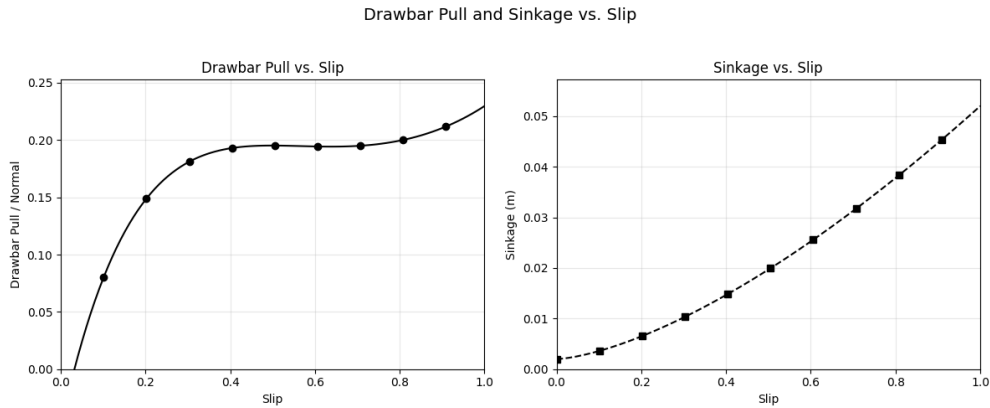 Drawbar Pull and Sinkage vs. Slip
Drawbar Pull vs. Slip
Drawbar Pull / Normal
0.25
0.20
0.15
0.10
0.05
0.00
0.0 0.2 0.4 0.6 0.8 1.0
Slip
Sinkage vs. Slip
Sinkage (m)
0.05
0.04
0.03
0.02
0.01
0.00
0.0 0.2 0.4 0.6 0.8 1.0
Slip